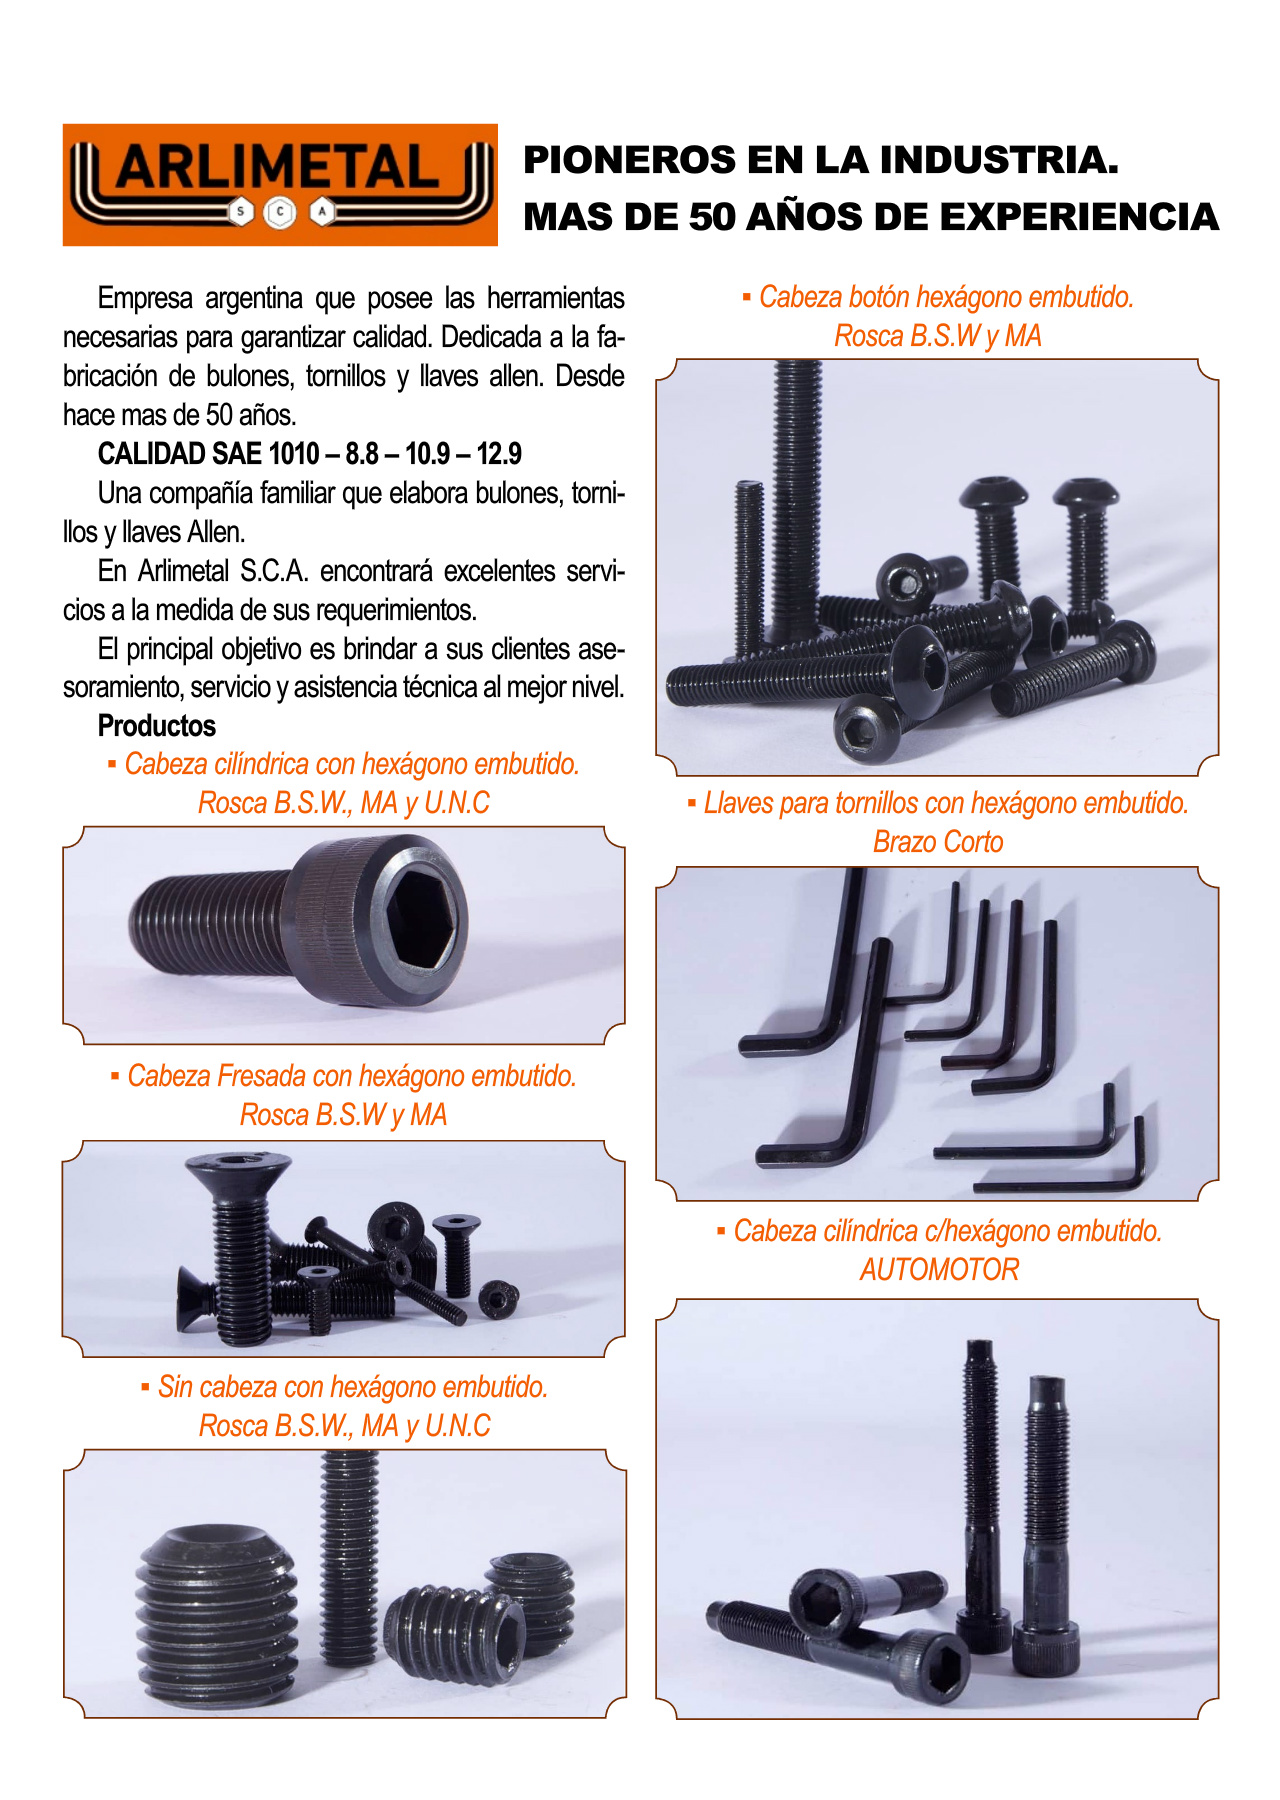 ARLIMETAL
S C A
PIONEROS EN LA INDUSTRIA.
MAS DE 50 AÑOS DE EXPERIENCIA
Empresa argentina que posee las herramientas
necesarias para garantizar calidad. Dedicada a la fa-
bricación de bulones, tornillos y llaves allen. Desde
hace mas de 50 años.
CALIDAD SAE 1010 – 8.8 – 10.9 – 12.9
Una compañía familiar que elabora bulones, torni-
llos y llaves Allen.
En Arlimetal S.C.A. encontrará excelentes servi-
cios a la medida de sus requerimientos.
El principal objetivo es brindar a sus clientes ase-
soramiento, servicio y asistencia técnica al mejor nivel.
Productos
▪ Cabeza cilíndrica con hexágono embutido.
Rosca B.S.W., MA y U.N.C
▪ Cabeza Fresada con hexágono embutido.
Rosca B.S.W y MA
▪ Sin cabeza con hexágono embutido.
Rosca B.S.W., MA y U.N.C
▪ Cabeza botón hexágono embutido.
Rosca B.S.W y MA
▪ Llaves para tornillos con hexágono embutido.
Brazo Corto
▪ Cabeza cilíndrica c/hexágono embutido.
AUTOMOTOR